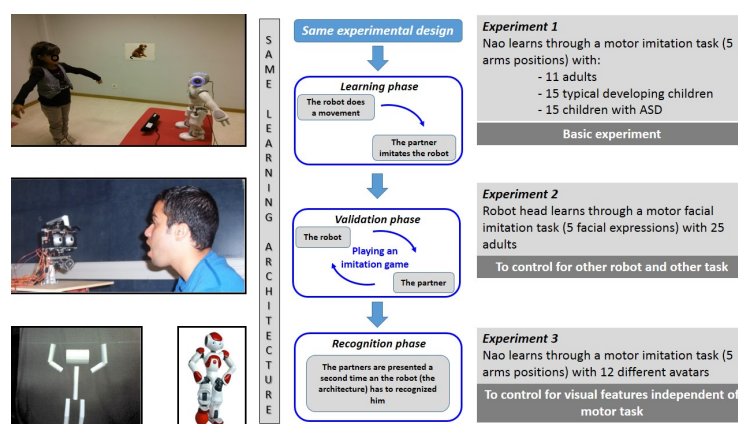 SAME LEARNING ARCHITECTURE
Same experimental design
Learning phase
The robot does
a movement
The partner
imitates the robot
Validation phase
The robot
Playing an
imitation game
The partner
Recognition phase
The partners are presented
a second time an the robot (the
architecture) has to recognized
him
Experiment 1
Nao learns through a motor imitation task (5
arms positions) with:
- 11 adults
- 15 typical developing children
- 15 children with ASD
Basic experiment
Experiment 2
Robot head learns through a motor facial
imitation task (5 facial expressions) with 25
adults
To control for other robot and other task
Experiment 3
Nao learns through a motor imitation task (5
arms positions) with 12 different avatars
To control for visual features independent of
motor task